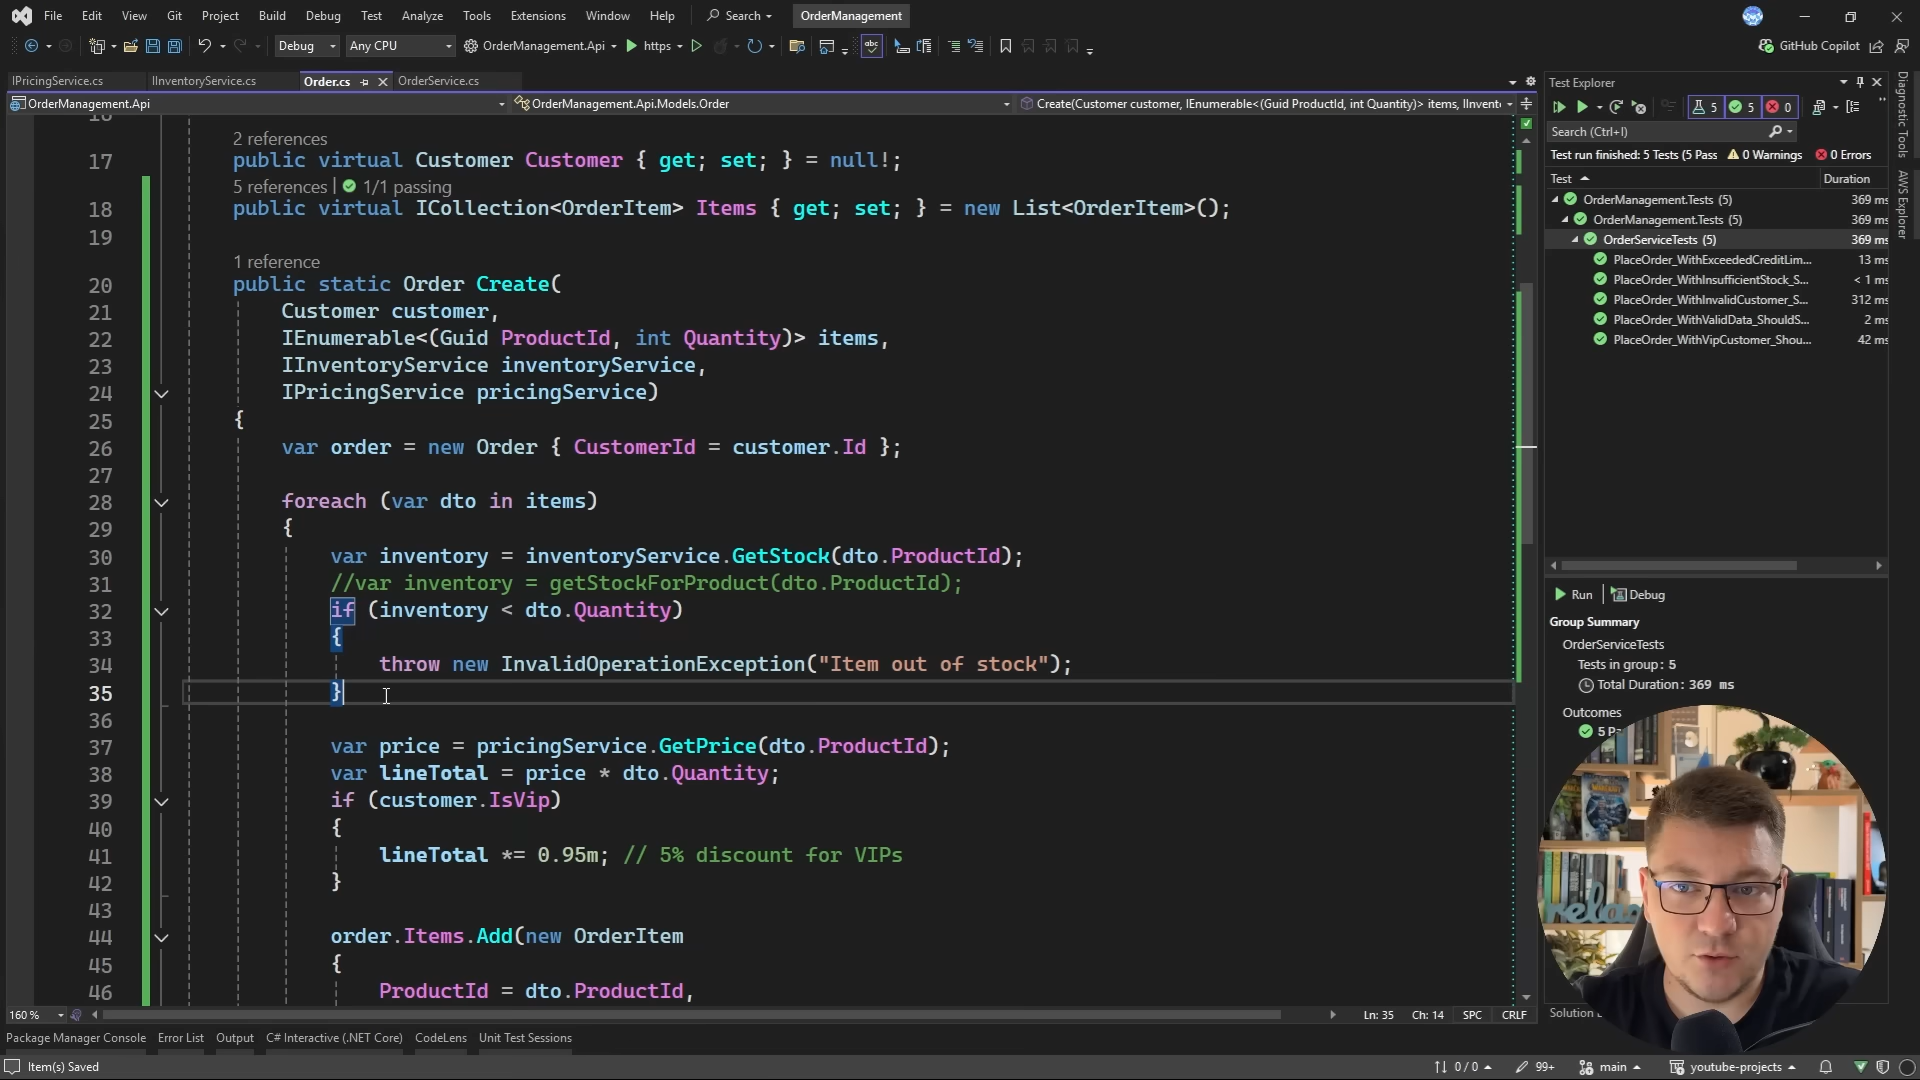 File Edit View Git Project Build Debug Test Analyze Tools Extensions Window Help Search OrderManagement
Debug Any CPU OrderManagement.Api https GitHub Copilot
IPricingService.cs IInventoryService.cs Order.cs OrderService.cs
OrderManagement.Api OrderManagement.Api.Models.Order Create(Customer customer, IEnumerable<(Guid ProductId, int Quantity)> items, IInvent
2 references
17 public virtual Customer Customer { get; set; } = null!;
5 references | 1/1 passing
18 public virtual ICollection<OrderItem> Items { get; set; } = new List<OrderItem>();
19
1 reference
20 public static Order Create(
21 Customer customer,
22 IEnumerable<(Guid ProductId, int Quantity)> items,
23 IInventoryService inventoryService,
24 IPricingService pricingService)
25 {
26 var order = new Order { CustomerId = customer.Id };
27
28 foreach (var dto in items)
29 {
30 var inventory = inventoryService.GetStock(dto.ProductId);
31 //var inventory = getStockForProduct(dto.ProductId);
32 if (inventory < dto.Quantity)
33 {
34 throw new InvalidOperationException("Item out of stock");
35 }
36
37 var price = pricingService.GetPrice(dto.ProductId);
38 var lineTotal = price * dto.Quantity;
39 if (customer.IsVip)
40 {
41 lineTotal *= 0.95m; // 5% discount for VIPs
42 }
43
44 order.Items.Add(new OrderItem
45 {
46 ProductId = dto.ProductId,
160 % Ln: 35 Ch: 14 SPC CRLF
Test Explorer
5 5 0
Search (Ctrl+I)
Test run finished: 5 Tests (5 Pass 0 Warnings 0 Errors
Test Duration
OrderManagement.Tests (5) 369 ms
OrderManagement.Tests (5) 369 ms
OrderServiceTests (5) 369 ms
PlaceOrder_WithExceededCreditLim... 13 ms
PlaceOrder_WithInsufficientStock_S... < 1 ms
PlaceOrder_WithInvalidCustomer_S... 312 ms
PlaceOrder_WithValidData_ShouldS... 2 ms
PlaceOrder_WithVipCustomer_Shou... 42 ms
Run Debug
Group Summary
OrderServiceTests
Tests in group: 5
Total Duration: 369 ms
Outcomes
5 Pa
Solution
Diagnostic Tools
AWS Explorer
relax
Package Manager Console Error List Output C# Interactive (.NET Core) CodeLens Unit Test Sessions
Item(s) Saved 0 / 0 99+ main youtube-projects